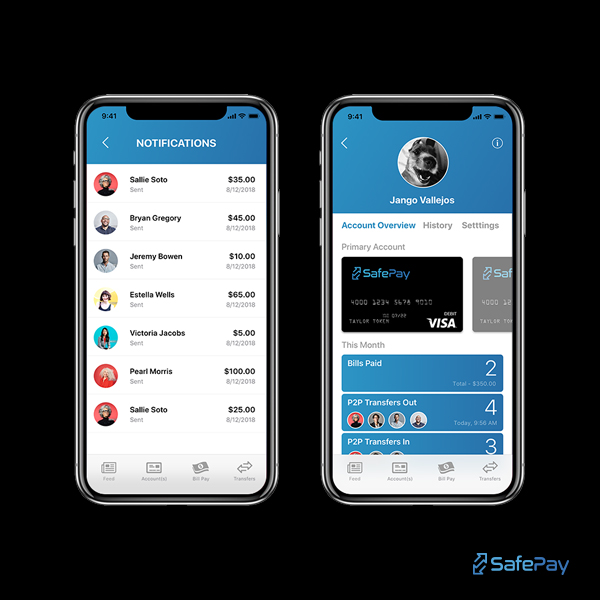 9:41
NOTIFICATIONS
Sallie Soto $35.00
Sent 8/12/2018
Bryan Gregory $45.00
Sent 8/12/2018
Jeremy Bowen $10.00
Sent 8/12/2018
Estella Wells $65.00
Sent 8/12/2018
Victoria Jacobs $5.00
Sent 8/12/2018
Pearl Morris $100.00
Sent 8/12/2018
Sallie Soto $25.00
Sent 8/12/2018
Feed Account(s) Bill Pay Transfers
9:41
Jango Vallejos
Account Overview History Setttings
Primary Account
SafePay SafeP
4000 1234 5678 9010 4000 1
DEBIT
TAYLOR TOKEN VISA TAYLOR T
This Month
Bills Paid 2
Total - $350.00
P2P Transfers Out 4
Today, 9:56 AM
P2P Transfers In 3
Feed Account(s) Bill Pay Transfers
SafePay